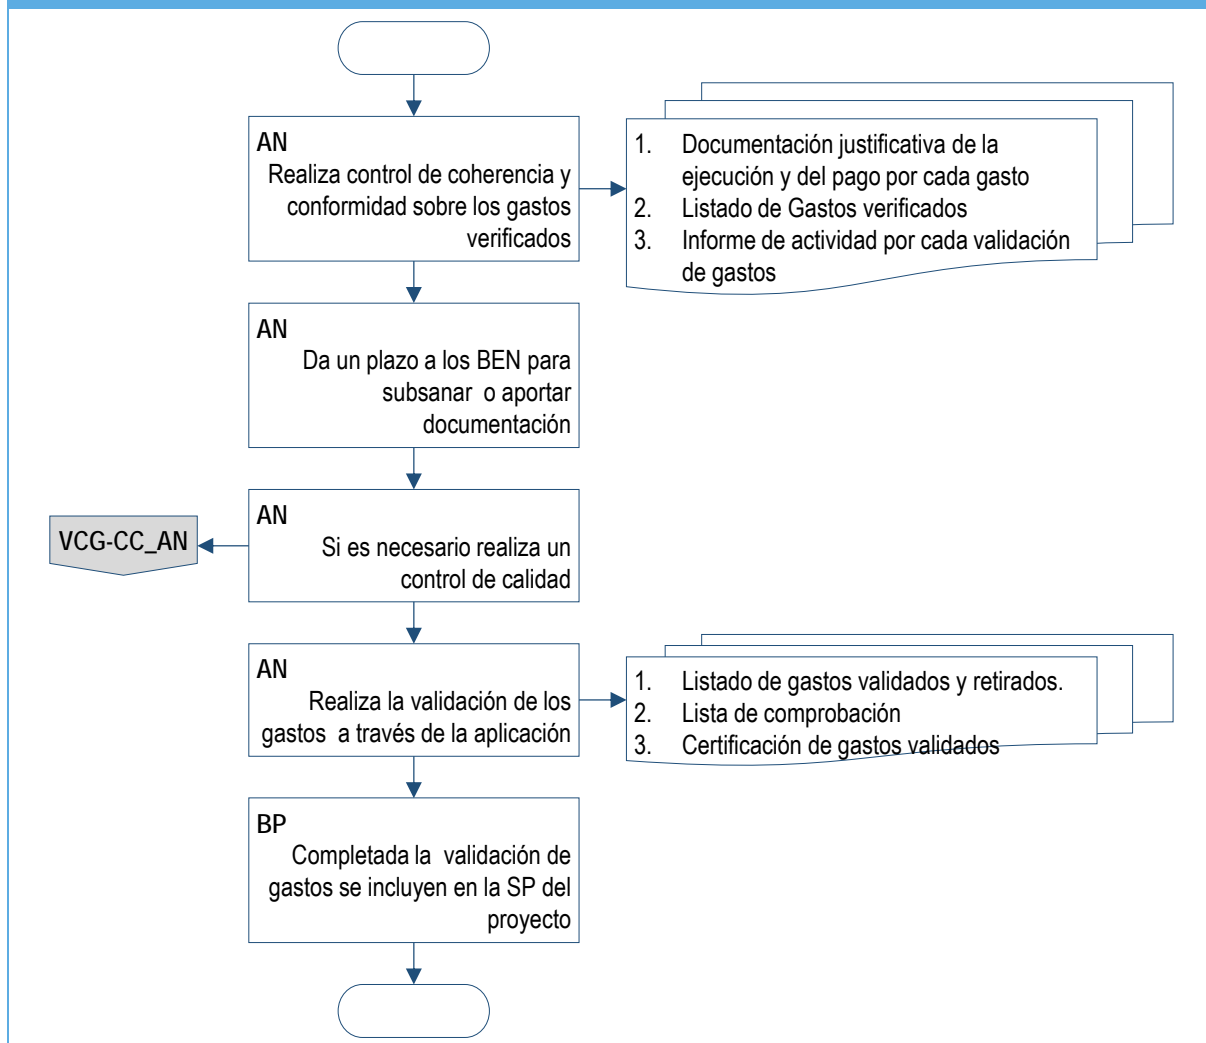 AN
Realiza control de coherencia y
conformidad sobre los gastos
verificados
1. Documentación justificativa de la
ejecución y del pago por cada gasto
2. Listado de Gastos verificados
3. Informe de actividad por cada validación
de gastos
AN
Da un plazo a los BEN para
subsanar o aportar
documentación
AN
Si es necesario realiza un
control de calidad
VCG-CC_AN
AN
Realiza la validación de los
gastos a través de la aplicación
1. Listado de gastos validados y retirados.
2. Lista de comprobación
3. Certificación de gastos validados
BP
Completada la validación de
gastos se incluyen en la SP del
proyecto